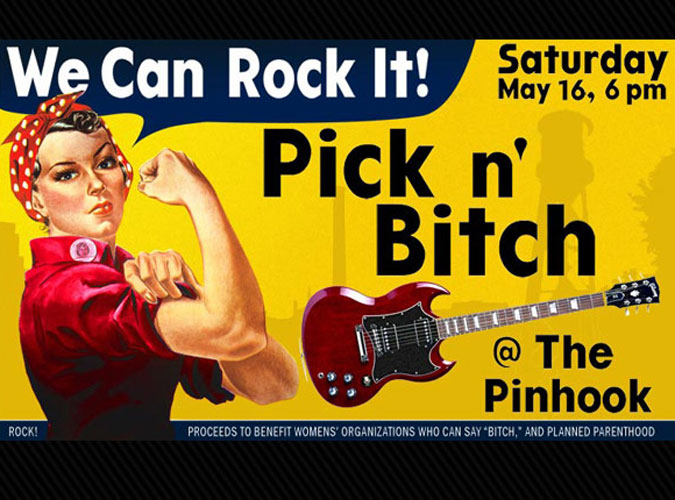 We Can Rock It!
Saturday
May 16, 6 pm
Pick n'
Bitch
@ The
Pinhook
ROCK!
PROCEEDS TO BENEFIT WOMENS' ORGANIZATIONS WHO CAN SAY "BITCH," AND PLANNED PARENTHOOD